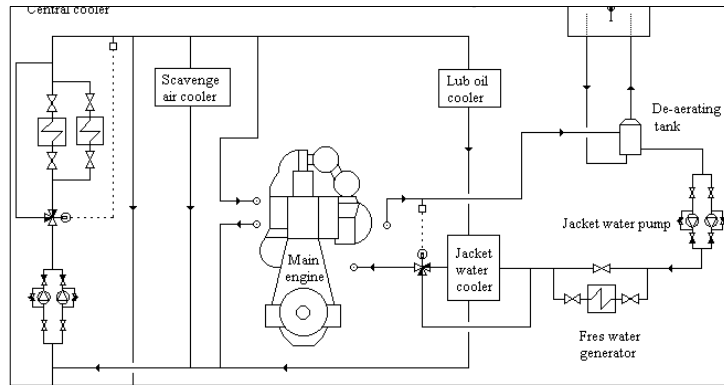 Central cooler
Scavenge
air cooler
Lub oil
cooler
De-aerating
tank
Jacket water pump
Main
engine
Jacket
water
cooler
Fres water
generator